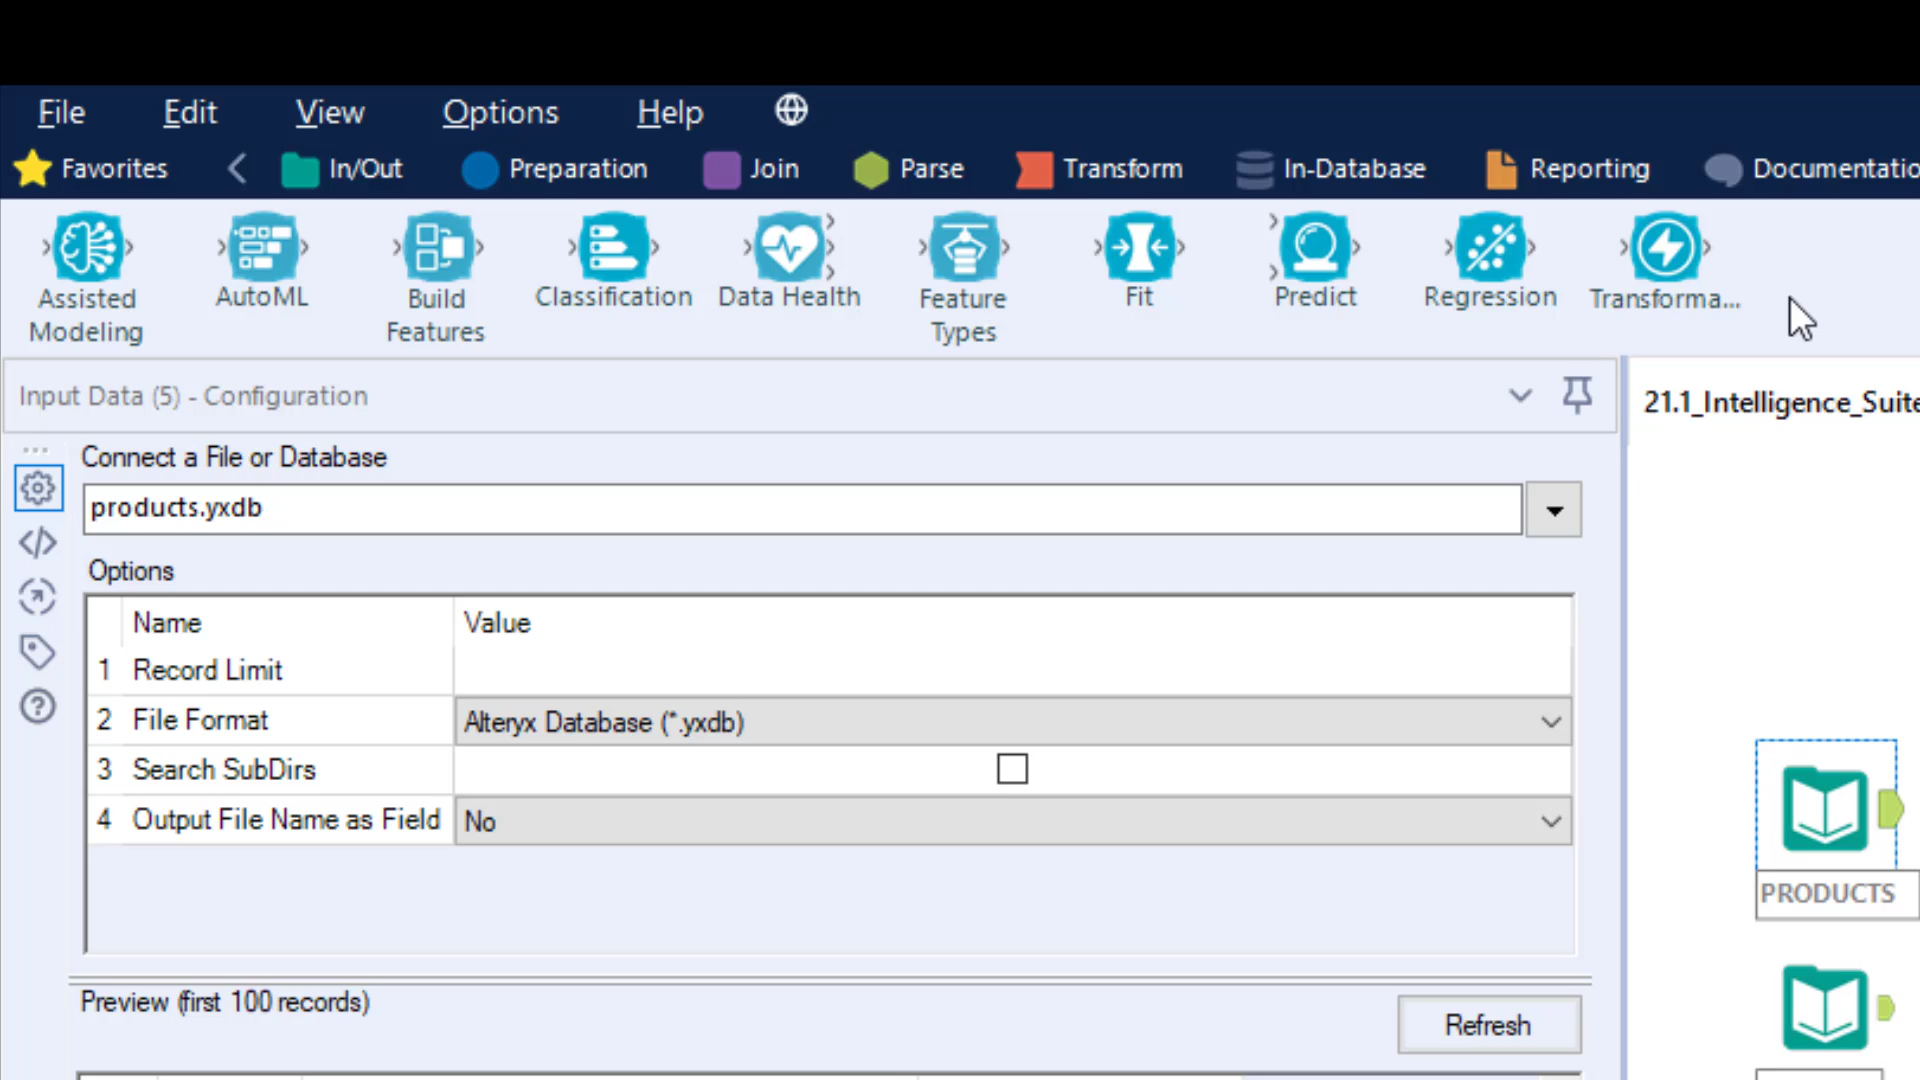 File Edit View Options Help
Favorites In/Out Preparation Join Parse Transform In-Database Reporting Documentatio
Assisted Modeling
AutoML
Build Features
Classification
Data Health
Feature Types
Fit
Predict
Regression
Transforma...
Input Data (5) - Configuration
21.1_Intelligence_Suite
Connect a File or Database
products.yxdb
Options
Name Value
1 Record Limit
2 File Format Alteryx Database (*.yxdb)
3 Search SubDirs
4 Output File Name as Field No
PRODUCTS
Preview (first 100 records)
Refresh